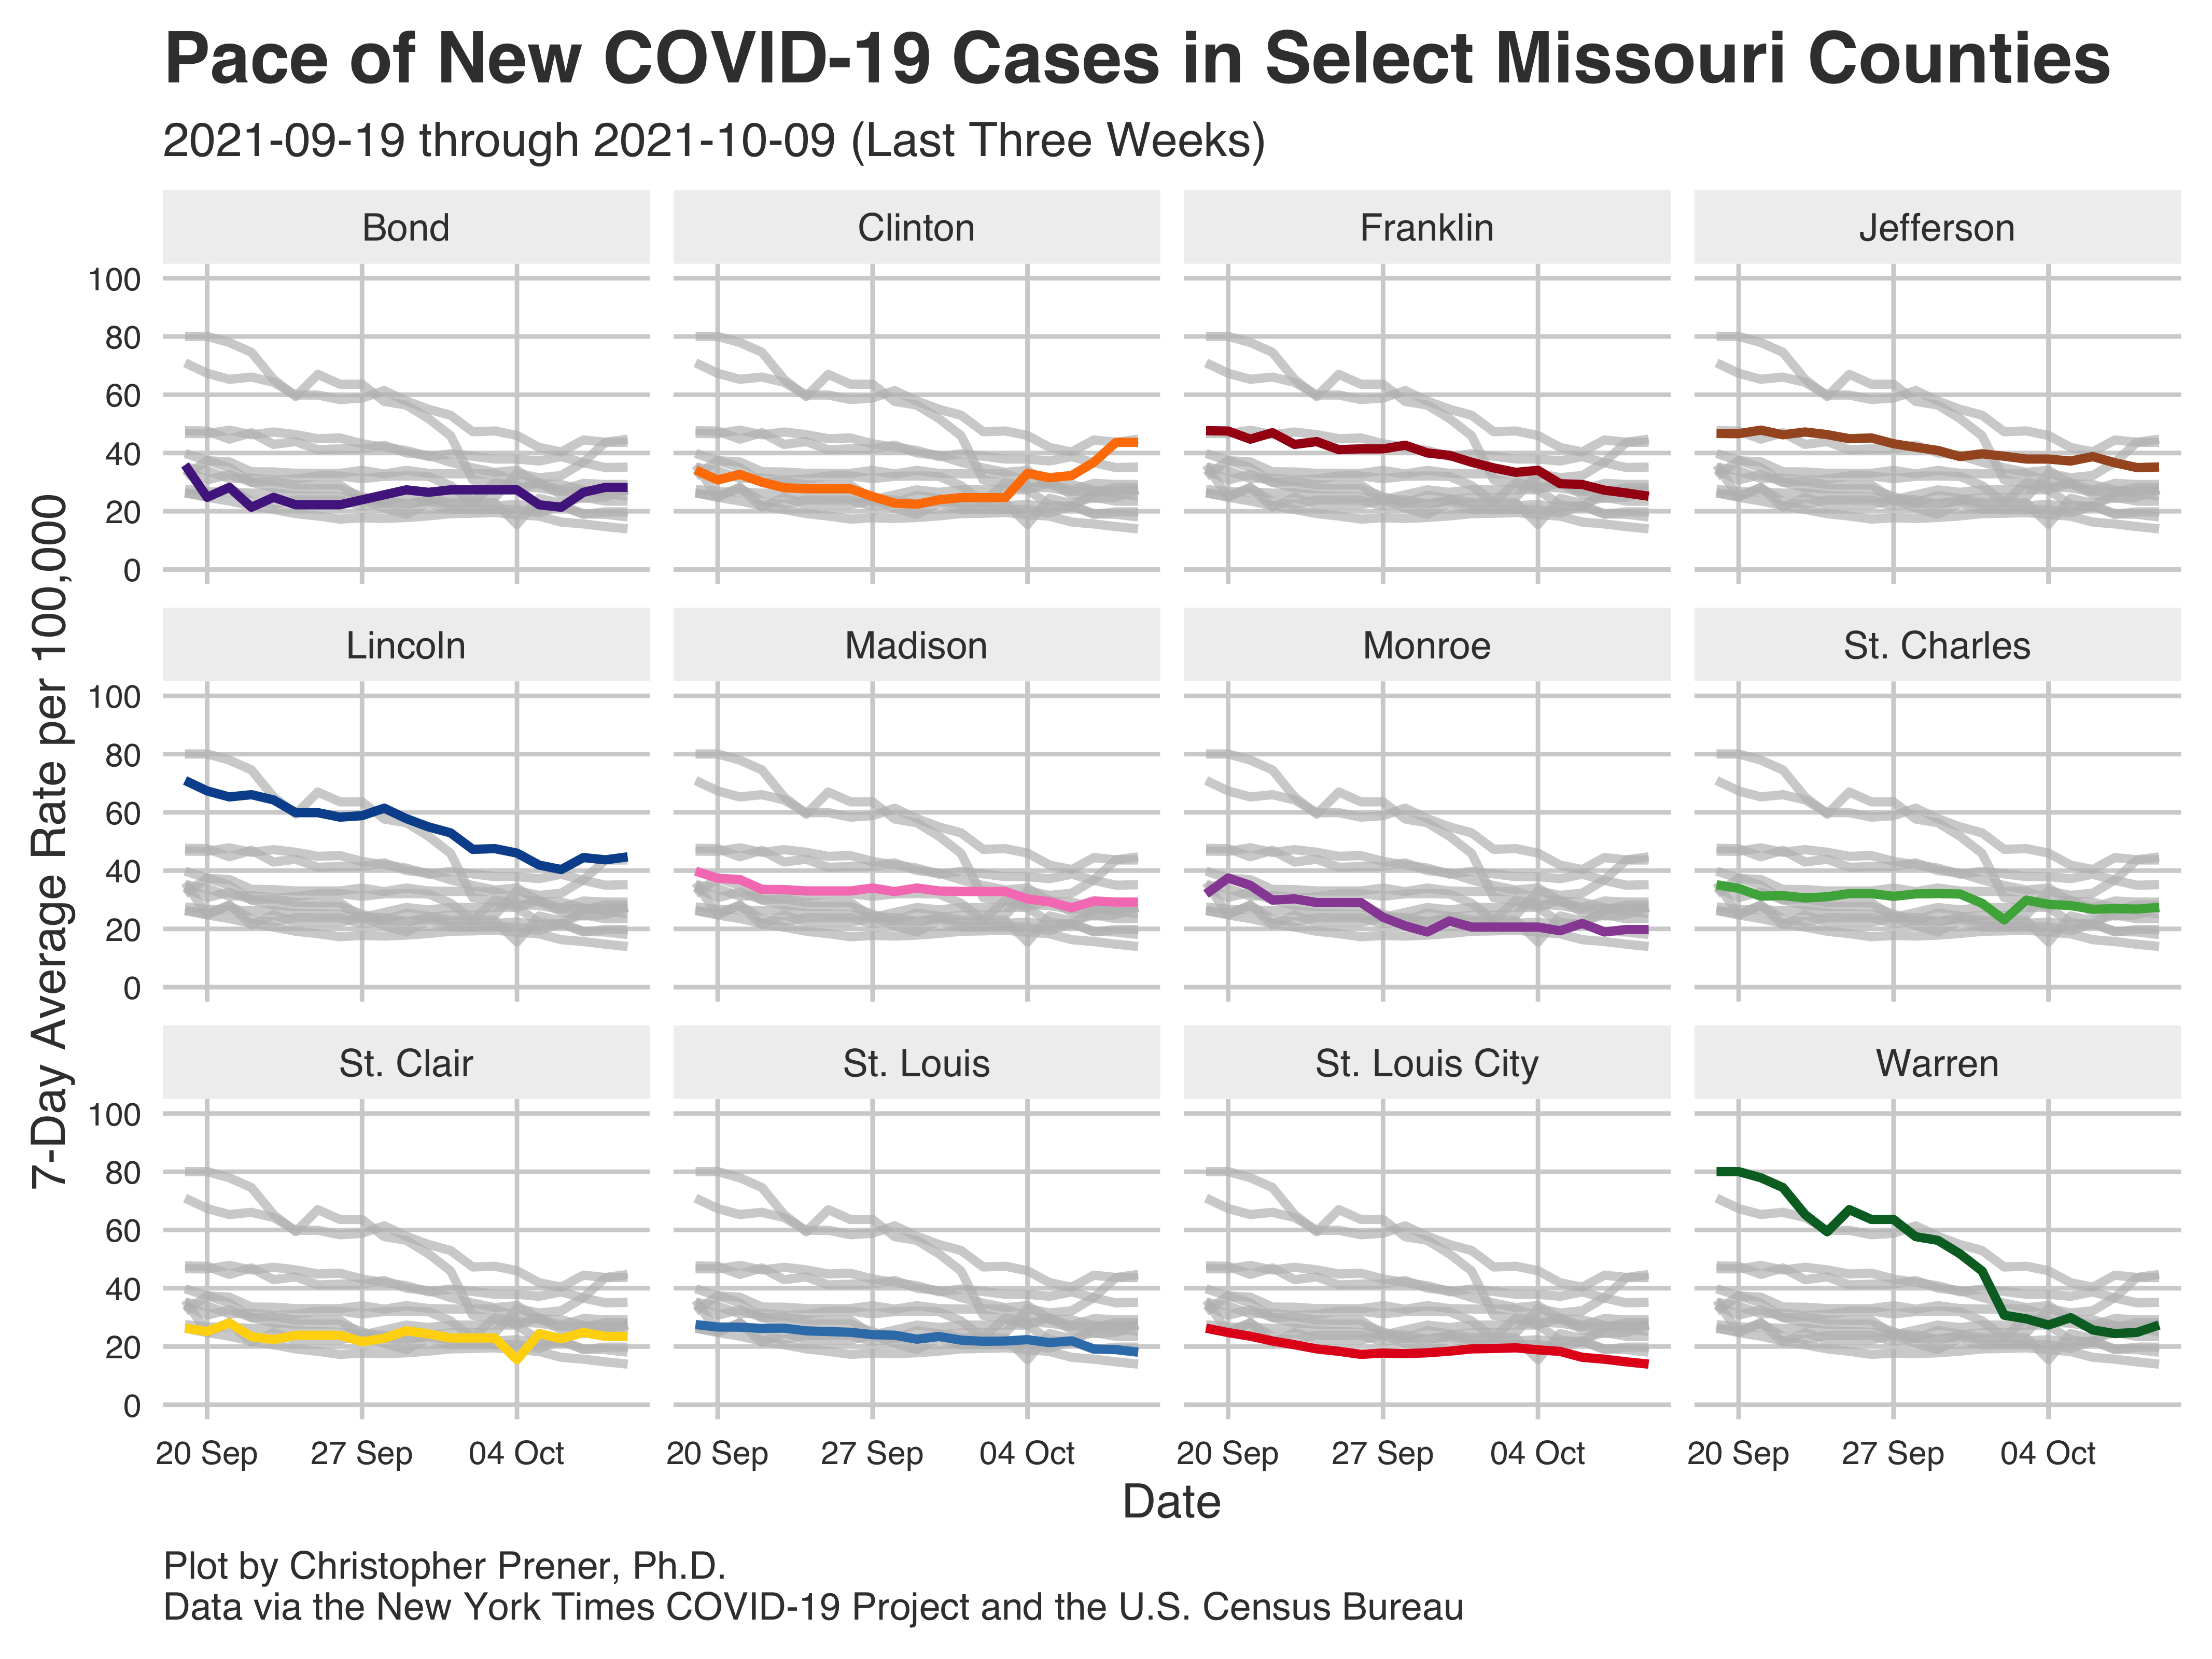 Pace of New COVID-19 Cases in Select Missouri Counties
2021-09-19 through 2021-10-09 (Last Three Weeks)
7-Day Average Rate per 100,000
Bond
Clinton
Franklin
Jefferson
100
80
60
40
20
0
Lincoln
Madison
Monroe
St. Charles
100
80
60
40
20
0
St. Clair
St. Louis
St. Louis City
Warren
100
80
60
40
20
0
20 Sep 27 Sep 04 Oct
20 Sep 27 Sep 04 Oct
20 Sep 27 Sep 04 Oct
20 Sep 27 Sep 04 Oct
Date
Plot by Christopher Prener, Ph.D.
Data via the New York Times COVID-19 Project and the U.S. Census Bureau